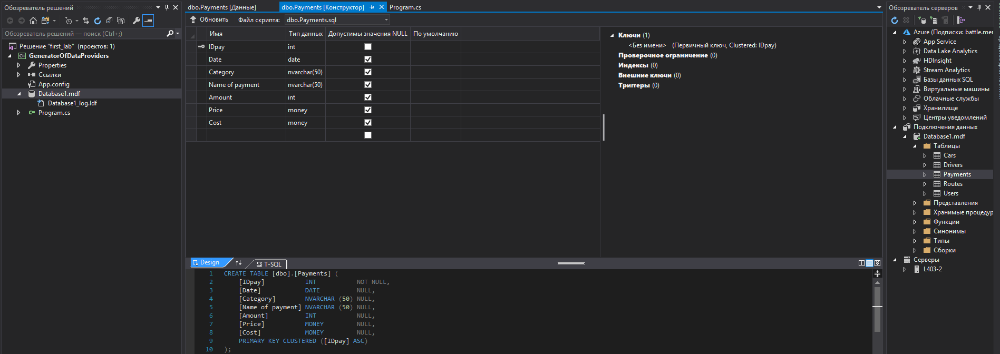 Обозреватель решений
Обозреватель решений — поиск (Ctrl+;)
Решение "first_lab" (проектов: 1)
GeneratorOfDataProviders
Properties
Ссылки
App.config
Database1.mdf
Database1_log.ldf
Program.cs
dbo.Payments [Данные]
dbo.Payments [Конструктор]
Program.cs
Обновить
Файл скрипта:
dbo.Payments.sql
Имя Тип данных Допустимы значения NULL По умолчанию
IDpay int
Date date
Category nvarchar(50)
Name of payment nvarchar(50)
Amount int
Price money
Cost money
Ключи (1)
<Без имени> (Первичный ключ, Clustered: IDpay)
Проверочное ограничение (0)
Индексы (0)
Внешние ключи (0)
Триггеры (0)
Design
T-SQL
1 CREATE TABLE [dbo].[Payments] (
2 [IDpay] INT NOT NULL,
3 [Date] DATE NULL,
4 [Category] NVARCHAR (50) NULL,
5 [Name of payment] NVARCHAR (50) NULL,
6 [Amount] INT NULL,
7 [Price] MONEY NULL,
8 [Cost] MONEY NULL,
9 PRIMARY KEY CLUSTERED ([IDpay] ASC)
10 );
Обозреватель серверов
Azure (Подписки: battle.mer
App Service
Data Lake Analytics
HDInsight
Stream Analytics
Базы данных SQL
Виртуальные машины
Облачные службы
Хранилище
Центры уведомлений
Подключения данных
Database1.mdf
Таблицы
Cars
Drivers
Payments
Routes
Users
Представления
Хранимые процедур
Функции
Синонимы
Типы
Сборки
Серверы
L403-2